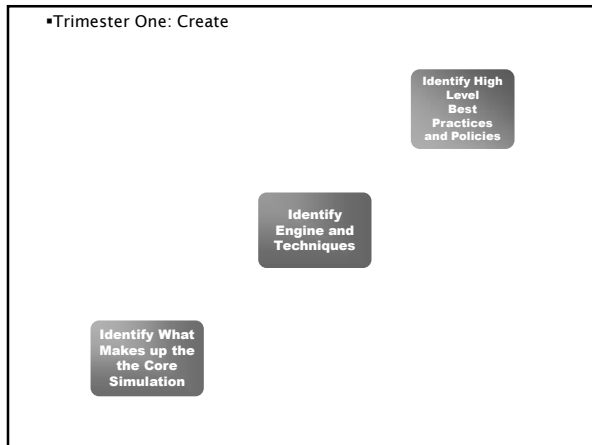 ▪Trimester One: Create
Identify High
Level
Best
Practices
and Policies
Identify
Engine and
Techniques
Identify What
Makes up the
the Core
Simulation